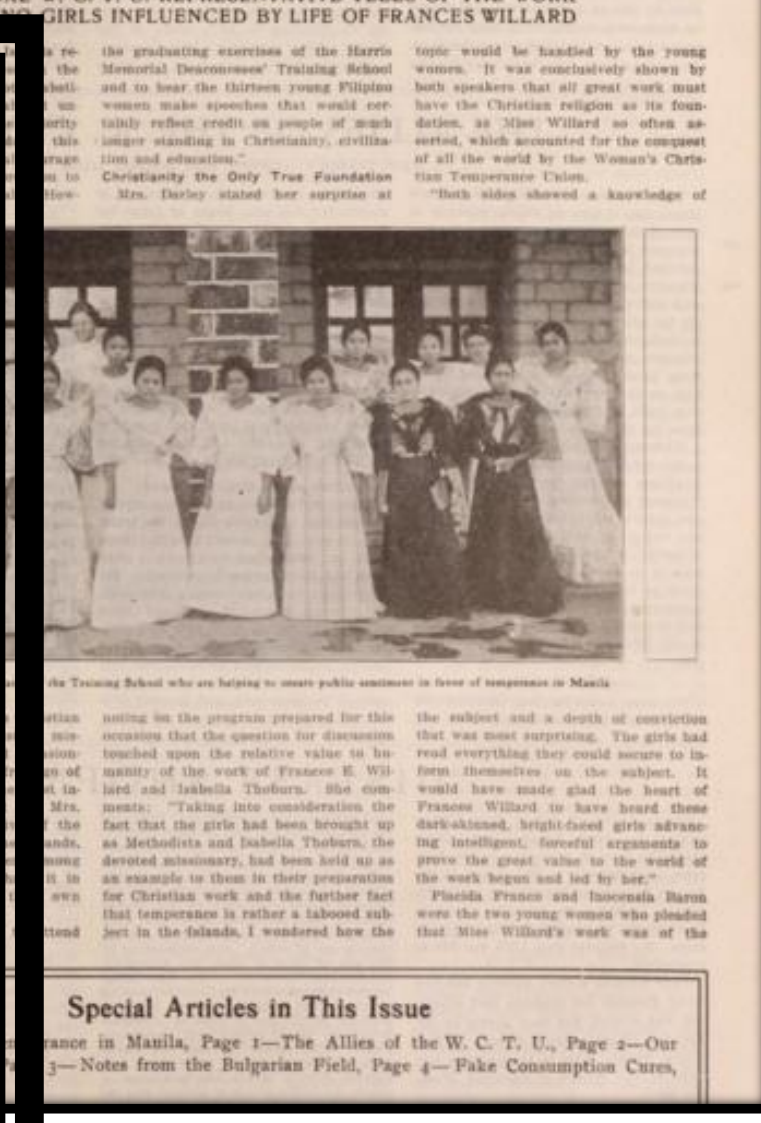 NO GIRLS INFLUENCED BY LIFE OF FRANCES WILLARD
the graduating exercises of the Harris
Memorial Deaconesses' Training School
and to hear the thirteen young Filipino
women make speeches that would cer-
tainly reflect credit on people of much
longer standing in Christianity, civiliza-
tion and education."
Christianity the Only True Foundation
Mrs. Darley stated her surprise at
topic would be handled by the young
women. It was conclusively shown by
both speakers that all great work must
have the Christian religion as its foun-
dation, as Miss Willard so often as-
serted, which accounted for the conquest
of all the world by the Woman's Chris-
tian Temperance Union.
"Both sides showed a knowledge of
the Training School who are helping to create public sentiment in favor of temperance in Manila
noting on the program prepared for this
occasion that the question for discussion
touched upon the relative value to hu-
manity of the work of Frances E. Wil-
lard and Isabella Thoburn. She com-
ments: "Taking into consideration the
fact that the girls had been brought up
as Methodists and Isabella Thoburn, the
devoted missionary, had been held up as
an example to them in their preparation
for Christian work and the further fact
that temperance is rather a tabooed sub-
ject in the Islands, I wondered how the
the subject and a depth of conviction
that was most surprising. The girls had
read everything they could secure to in-
form themselves on the subject. It
would have made glad the heart of
Frances Willard to have heard these
dark-skinned, bright-faced girls advanc-
ing intelligent, forceful arguments to
prove the great value to the world of
the work begun and led by her."
Placida Franco and Inocensia Baron
were the two young women who pleaded
that Miss Willard's work was of the
Special Articles in This Issue
rance in Manila, Page 1—The Allies of the W. C. T. U., Page 2—Our
3—Notes from the Bulgarian Field, Page 4—Fake Consumption Cures,